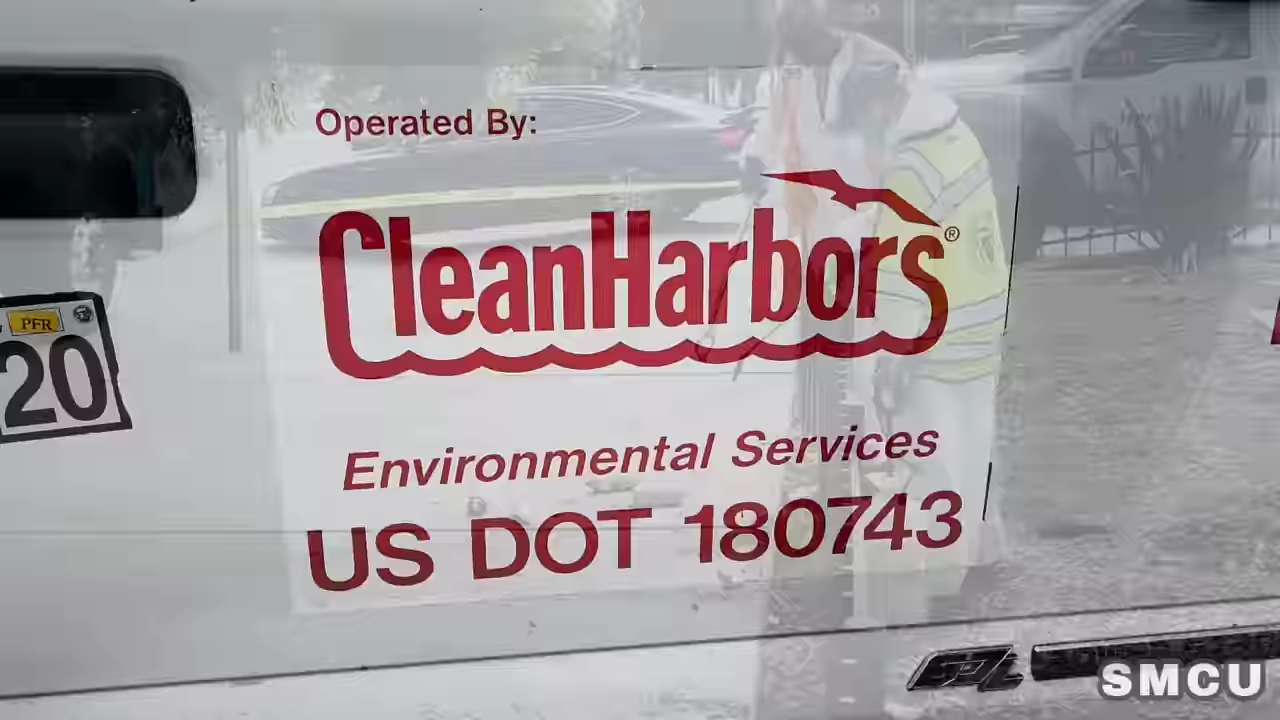 Operated By:
CleanHarbors®
PFR
20
Environmental Services
US DOT 180743
SMCU